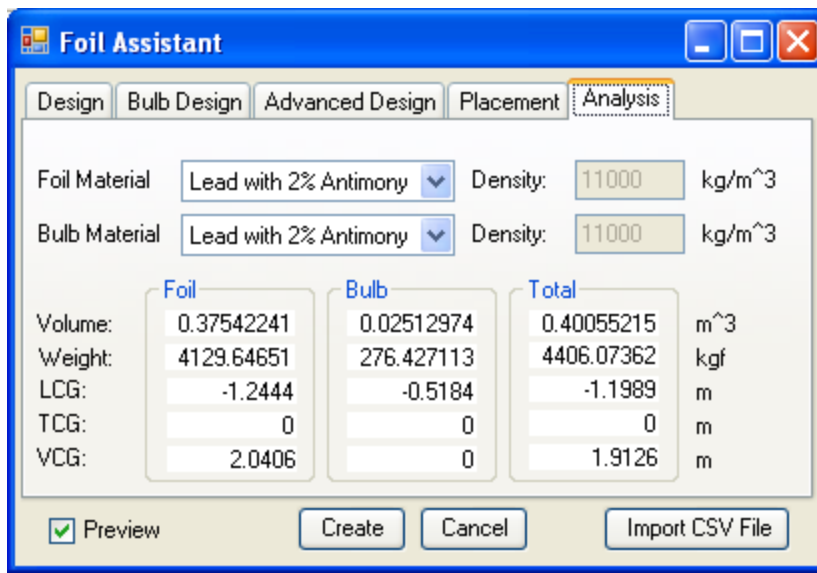 Foil Assistant
Design Bulb Design Advanced Design Placement Analysis
Foil Material Lead with 2% Antimony Density: 11000 kg/m^3
Bulb Material Lead with 2% Antimony Density: 11000 kg/m^3
Foil Bulb Total
Volume: 0.37542241 0.02512974 0.40055215 m^3
Weight: 4129.64651 276.427113 4406.07362 kgf
LCG: -1.2444 -0.5184 -1.1989 m
TCG: 0 0 0 m
VCG: 2.0406 0 1.9126 m
Preview Create Cancel Import CSV File